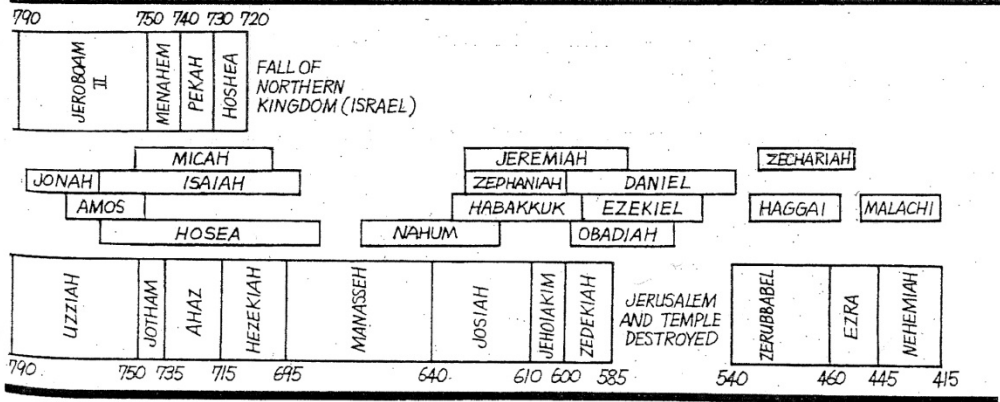 790 750 740 730 720
JEROBOAM II
MENAHEM
PEKAH
HOSHEA
FALL OF
NORTHERN
KINGDOM (ISRAEL)
MICAH JEREMIAH ZECHARIAH
JONAH ISAIAH ZEPHANIAH DANIEL
AMOS HABAKKUK EZEKIEL HAGGAI MALACHI
HOSEA NAHUM OBADIAH
UZZIAH
JOTHAM
AHAZ
HEZEKIAH
MANASSEH
JOSIAH
JEHOIAKIM
ZEDEKIAH
JERUSALEM
AND TEMPLE
DESTROYED
ZERUBBABEL
EZRA
NEHEMIAH
790 750 735 715 695 640 610 600 585 540 460 445 415